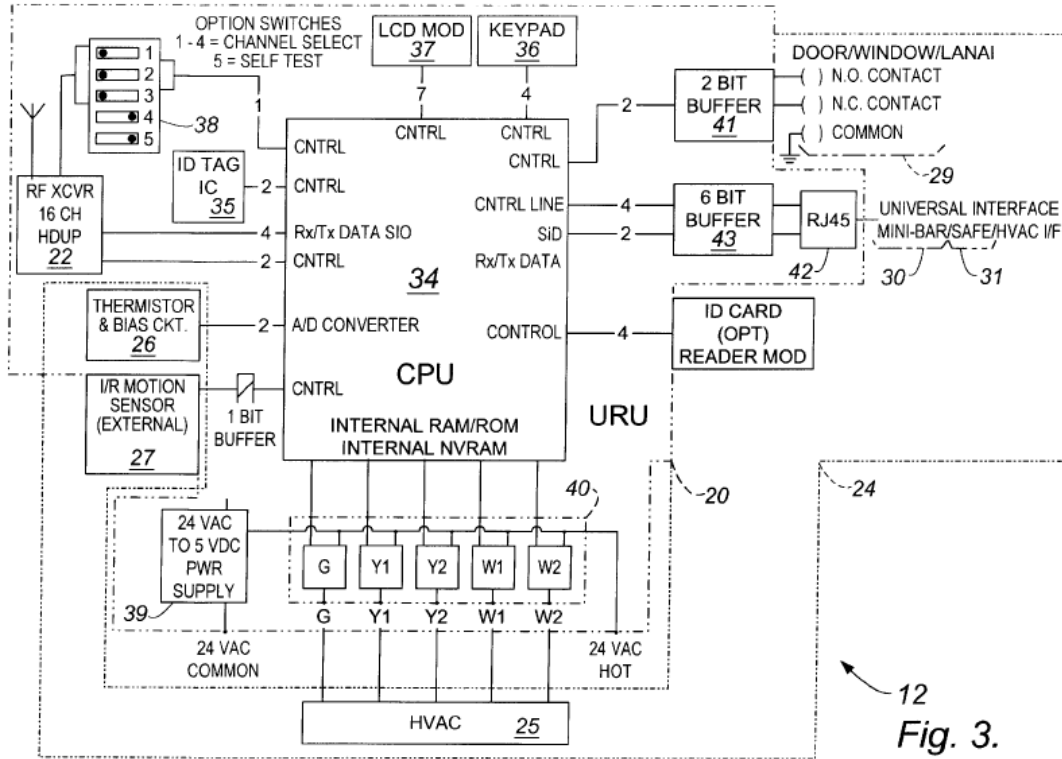 OPTION SWITCHES
1 - 4 = CHANNEL SELECT
5 = SELF TEST
1
2
3
4
5
38
LCD MOD
37
KEYPAD
36
DOOR/WINDOW/LANAI
N.O. CONTACT
N.C. CONTACT
COMMON
29
2 BIT
BUFFER
41
1
7
4
2
CNTRL
CNTRL
CNTRL
CNTRL
ID TAG
IC
35
2
CNTRL
RF XCVR
16 CH
HDUP
22
4
Rx/Tx DATA SIO
2
CNTRL
CNTRL LINE
4
SiD
2
Rx/Tx DATA
6 BIT
BUFFER
43
RJ45
42
UNIVERSAL INTERFACE
MINI-BAR/SAFE/HVAC I/F
30
31
34
THERMISTOR
& BIAS CKT.
26
2
A/D CONVERTER
CONTROL
4
ID CARD
(OPT)
READER MOD
CPU
I/R MOTION
SENSOR
(EXTERNAL)
27
1 BIT
BUFFER
CNTRL
INTERNAL RAM/ROM
INTERNAL NVRAM
URU
20
24
40
24 VAC
TO 5 VDC
PWR
SUPPLY
39
G
Y1
Y2
W1
W2
G
Y1
Y2
W1
W2
24 VAC
COMMON
24 VAC
HOT
HVAC
25
12
Fig. 3.